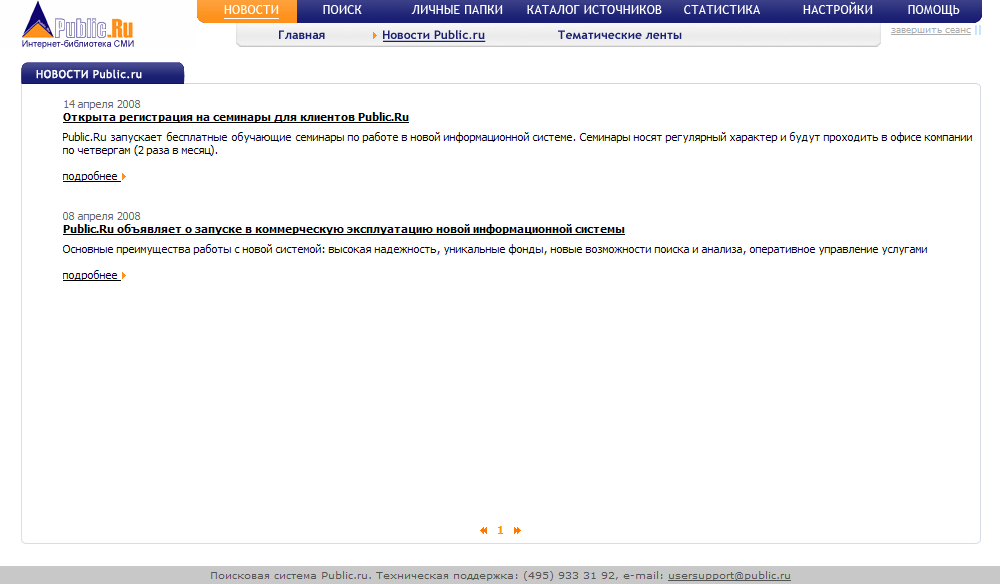 Public.Ru
Интернет-библиотека СМИ
НОВОСТИ ПОИСК ЛИЧНЫЕ ПАПКИ КАТАЛОГ ИСТОЧНИКОВ СТАТИСТИКА НАСТРОЙКИ ПОМОЩЬ
Главная Новости Public.ru Тематические ленты
завершить сеанс
НОВОСТИ Public.ru
14 апреля 2008
Открыта регистрация на семинары для клиентов Public.Ru
Public.Ru запускает бесплатные обучающие семинары по работе в новой информационной системе. Семинары носят регулярный характер и будут проходить в офисе компании
по четвергам (2 раза в месяц).
подробнее
08 апреля 2008
Public.Ru объявляет о запуске в коммерческую эксплуатацию новой информационной системы
Основные преимущества работы с новой системой: высокая надежность, уникальные фонды, новые возможности поиска и анализа, оперативное управление услугами
подробнее
1
Поисковая система Public.ru. Техническая поддержка: (495) 933 31 92, e-mail: usersupport@public.ru